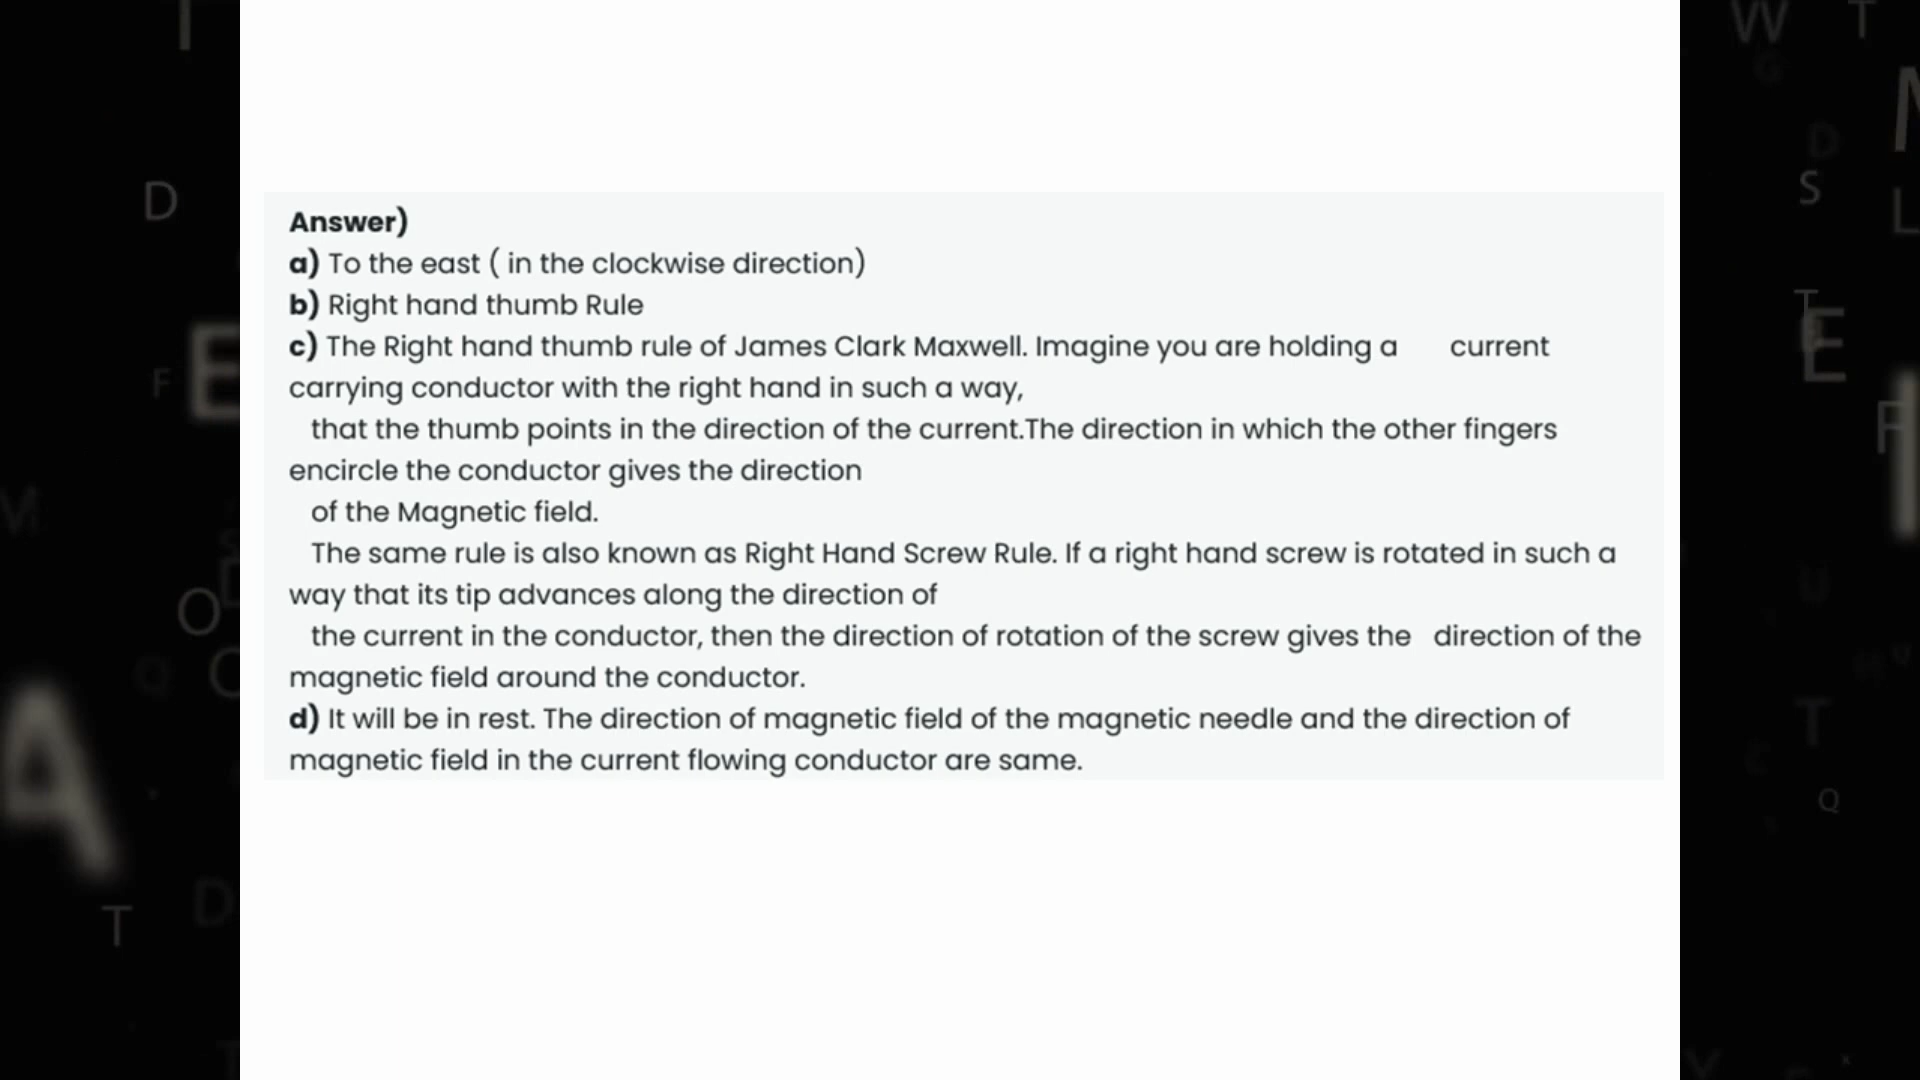 Answer)
a) To the east ( in the clockwise direction)
b) Right hand thumb Rule
c) The Right hand thumb rule of James Clark Maxwell. Imagine you are holding a current
carrying conductor with the right hand in such a way,
that the thumb points in the direction of the current.The direction in which the other fingers
encircle the conductor gives the direction
of the Magnetic field.
The same rule is also known as Right Hand Screw Rule. If a right hand screw is rotated in such a
way that its tip advances along the direction of
the current in the conductor, then the direction of rotation of the screw gives the direction of the
magnetic field around the conductor.
d) It will be in rest. The direction of magnetic field of the magnetic needle and the direction of
magnetic field in the current flowing conductor are same.